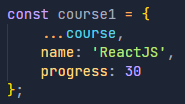 const course1 = {
    ...course,
    name: 'ReactJS',
    progress: 30
};